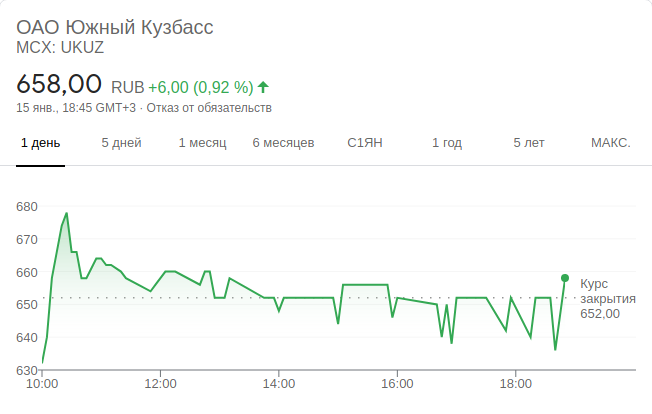 ОАО Южный Кузбасс
MCX: UKUZ
658,00 RUB +6,00 (0,92 %)
15 янв., 18:45 GMT+3 · Отказ от обязательств
1 день 5 дней 1 месяц 6 месяцев С1ЯН 1 год 5 лет МАКС.
680
670
660
650
640
630
Курс
закрытия
652,00
10:00 12:00 14:00 16:00 18:00